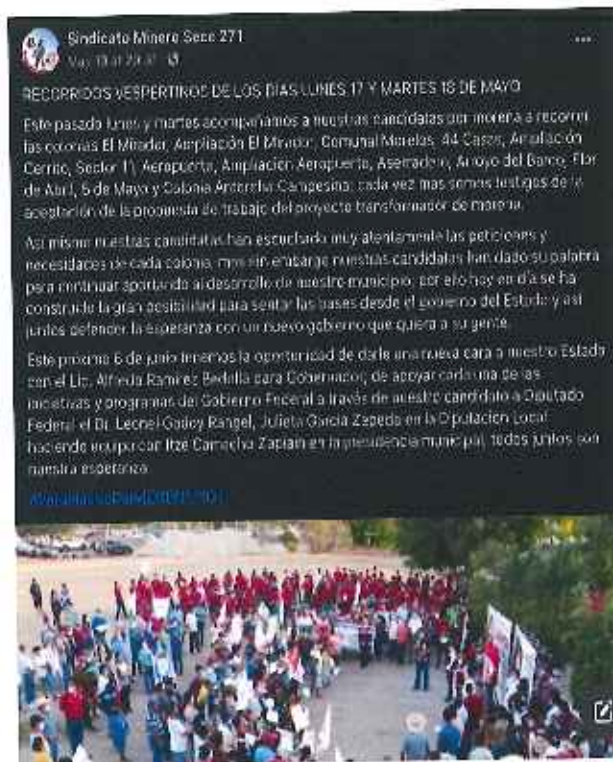 Sindicato Minero Secc 271
RECORRIDOS VESPERTINOS DE LOS DIAS LUNES 17 Y MARTES 18 DE MAYO
Este pasado lunes y martes acompañamos a nuestras candidatas por morena a recorrer
las colonias El Mirador, Ampliación El Mirador, Comunal Morelos, 44 Casas, Ampliación
Cerrito, Sector 11, Aeropuerto, Ampliación Aeropuerto, Aserradero, Arroyo del Barco, Flor
de Abril, 5 de Mayo y Colonia Antorcha Campesina; cada vez mas somos testigos de la
aceptación de la propuesta de trabajo del proyecto transformador de morena.
Asi mismo nuestras candidatas han escuchado muy atentamente las peticiones y
necesidades de cada colonia, sin embargo nuestras candidatas han dado su palabra
para continuar aportando al desarrollo de nuestro municipio, por ello hoy en día se ha
construido la gran posibilidad para sentar las bases desde el gobierno del Estado y así
juntos defender la esperanza con un nuevo gobierno que quiera a su gente.
Este próximo 6 de junio tenemos la oportunidad de darle una nueva cara a nuestro Estado
con el Lic. Alfredo Ramírez Bedolla para Gobernador, de apoyar cada una de las
iniciativas y programas del Gobierno Federal a través de nuestro candidato a Diputado
Federal el Dr. Leonel Godoy Rangel, Julieta García Zepeda en la Diputación Local
haciendo equipo con Itze Camacho Zapiain en la presidencia municipal, todos juntos son
nuestra esperanza